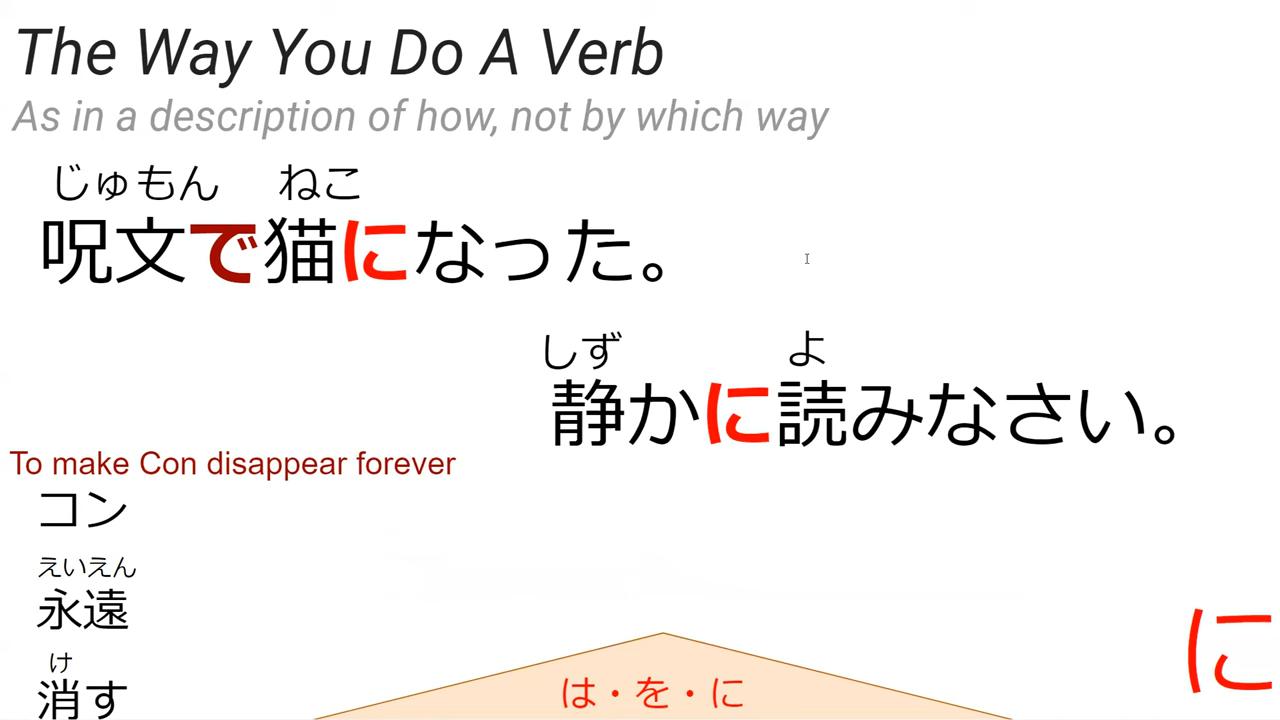 The Way You Do A Verb
As in a description of how, not by which way
じゅもん ねこ
呪文で猫になった。
しず よ
静かに読みなさい。
To make Con disappear forever
コン
えいえん
永遠
け
消す
は・を・に
に